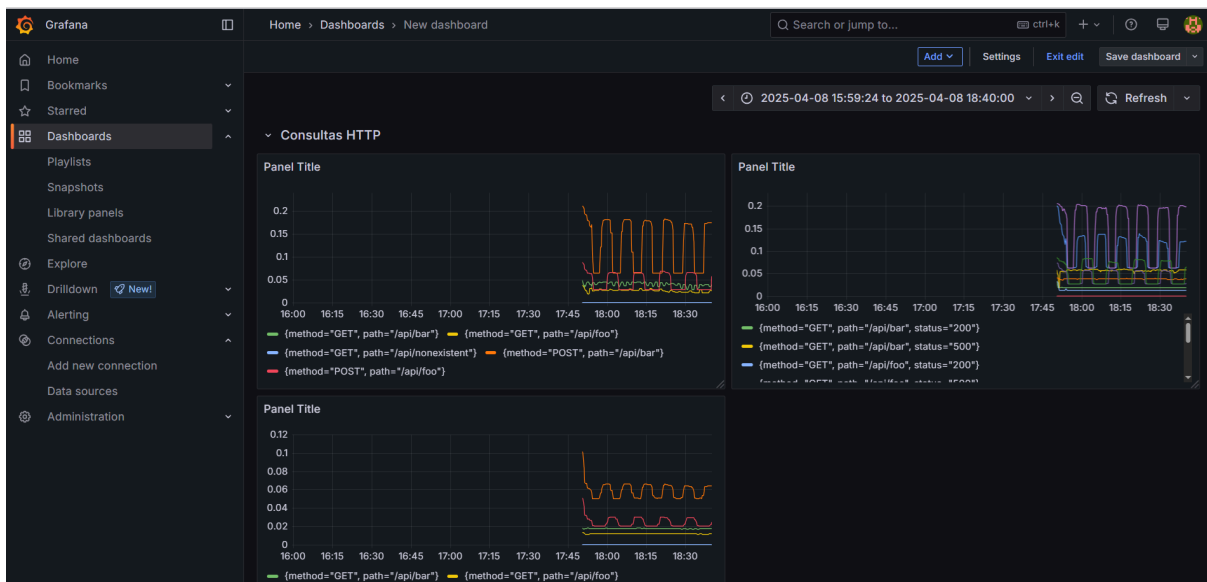 Grafana
Home › Dashboards › New dashboard
Search or jump to...
ctrl+k
Add
Settings
Exit edit
Save dashboard
Home
Bookmarks
Starred
Dashboards
Playlists
Snapshots
Library panels
Shared dashboards
Explore
Drilldown
New!
Alerting
Connections
Add new connection
Data sources
Administration
2025-04-08 15:59:24 to 2025-04-08 18:40:00
Refresh
Consultas HTTP
Panel Title
0.2
0.15
0.1
0.05
0
16:00 16:15 16:30 16:45 17:00 17:15 17:30 17:45 18:00 18:15 18:30
{method="GET", path="/api/bar"} {method="GET", path="/api/foo"}
{method="GET", path="/api/nonexistent"} {method="POST", path="/api/bar"}
{method="POST", path="/api/foo"}
Panel Title
0.2
0.15
0.1
0.05
0
16:00 16:15 16:30 16:45 17:00 17:15 17:30 17:45 18:00 18:15 18:30
{method="GET", path="/api/bar", status="200"}
{method="GET", path="/api/bar", status="500"}
{method="GET", path="/api/foo", status="200"}
{method="GET", path="/api/foo", status="500"}
Panel Title
0.12
0.1
0.08
0.06
0.04
0.02
0
16:00 16:15 16:30 16:45 17:00 17:15 17:30 17:45 18:00 18:15 18:30
{method="GET", path="/api/bar"} {method="GET", path="/api/foo"}